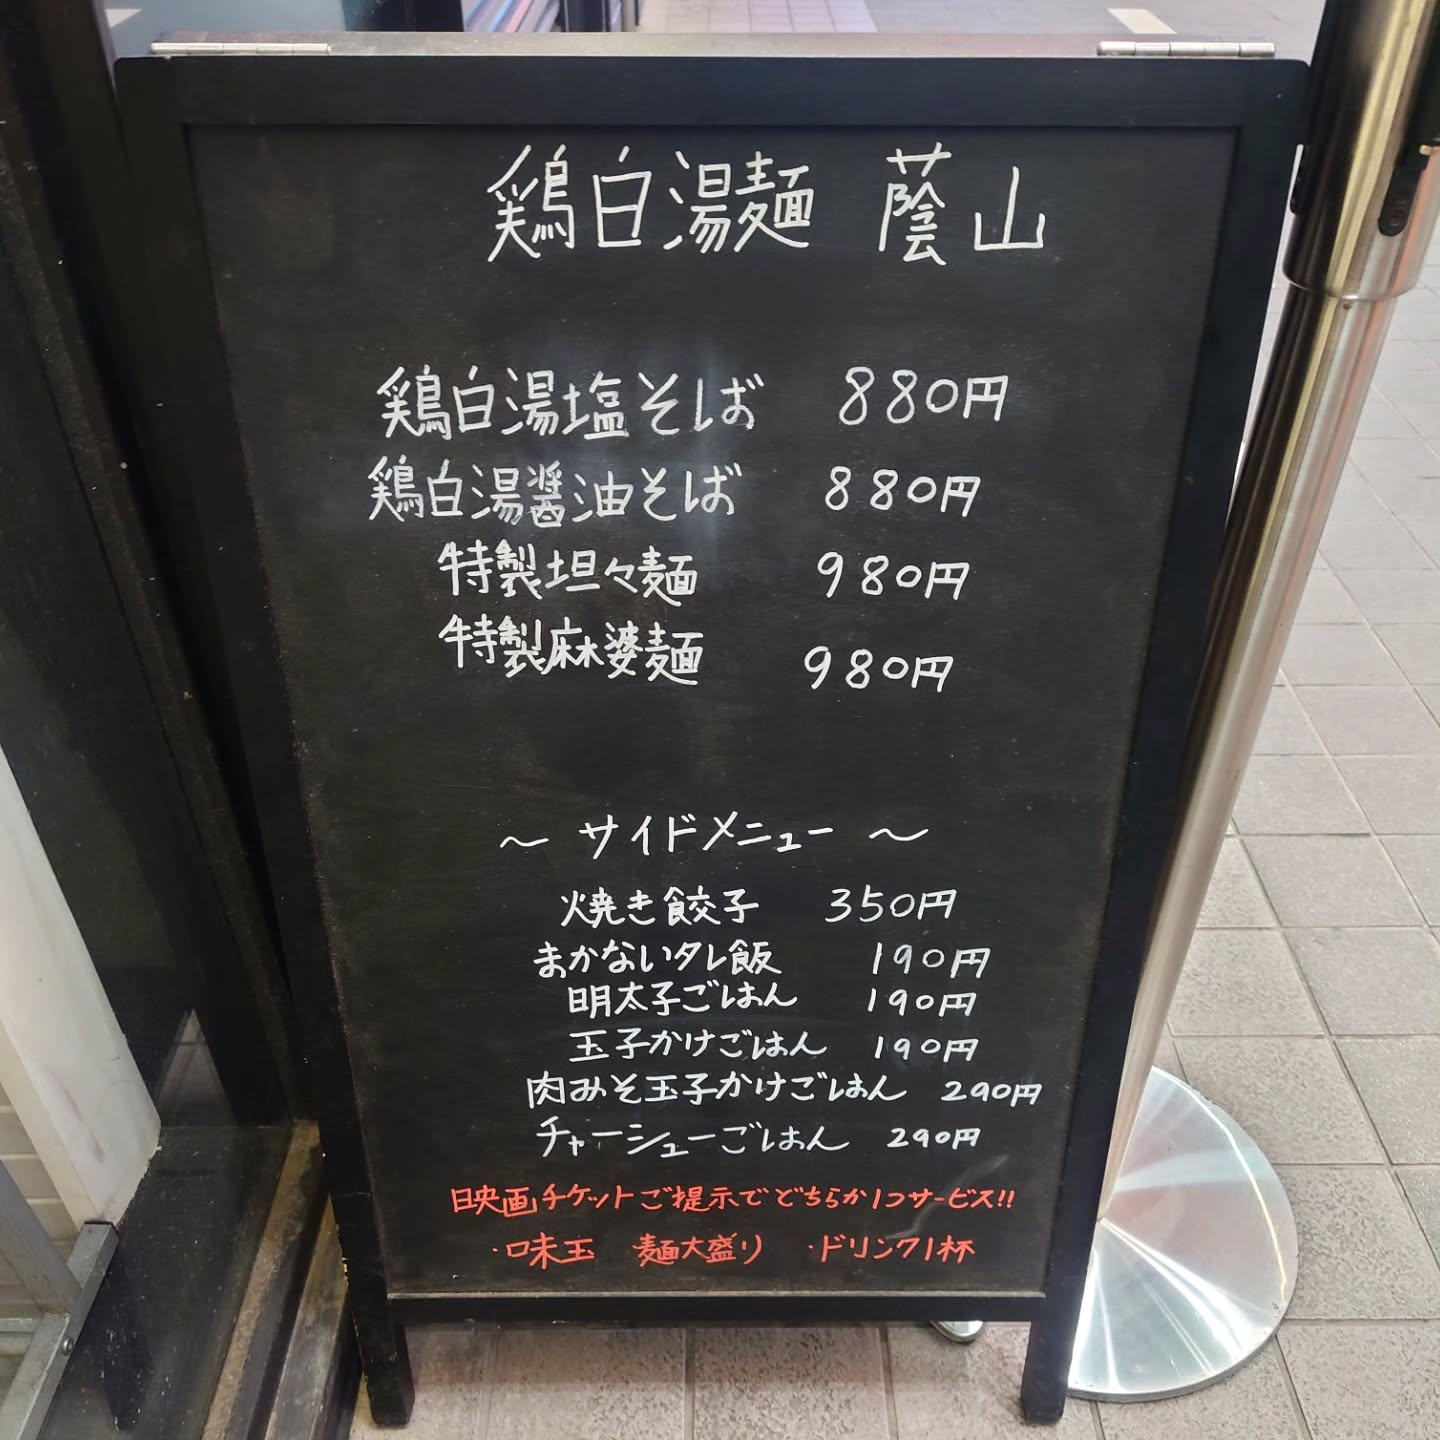 鶏白湯麺 蔭山
鶏白湯塩そば 880円
鶏白湯醤油そば 880円
特製坦々麺 980円
特製麻婆麺 980円
〜 サイドメニュー 〜
焼き餃子 350円
まかないタレ飯 190円
明太子ごはん 190円
玉子かけごはん 190円
肉みそ玉子かけごはん 290円
チャーシューごはん 290円
映画チケットご提示でどちらか1つサービス!!
・味玉 麺大盛り ・ドリンク1杯